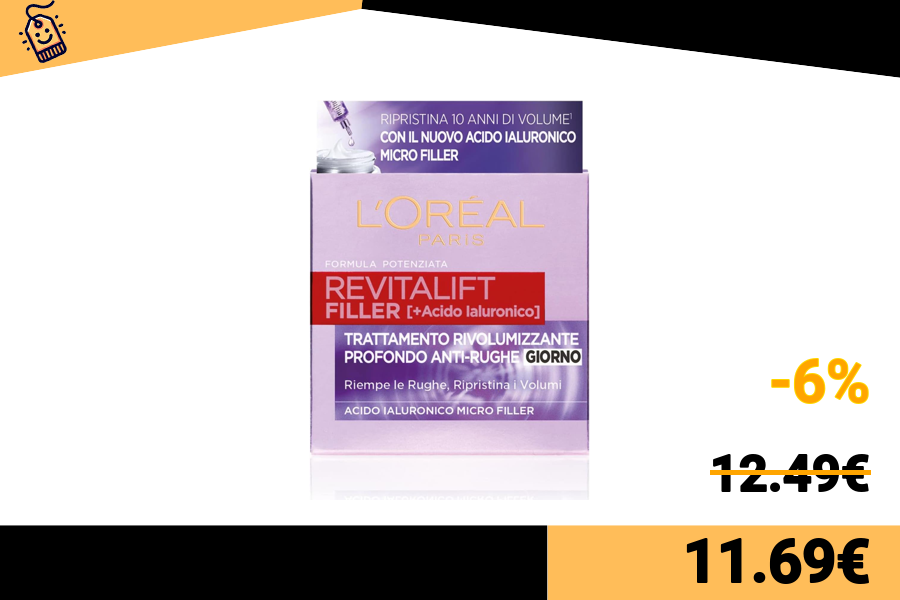 RIPRISTINA 10 ANNI DI VOLUME¹
CON IL NUOVO ACIDO IALURONICO
MICRO FILLER
L'ORÉAL
PARIS
FORMULA POTENZIATA
REVITALIFT
FILLER [+Acido Ialuronico]
TRATTAMENTO RIVOLUMIZZANTE
PROFONDO ANTI-RUGHE GIORNO
Riempe le Rughe, Ripristina i Volumi
ACIDO IALURONICO MICRO FILLER
-6%
12.49€
11.69€